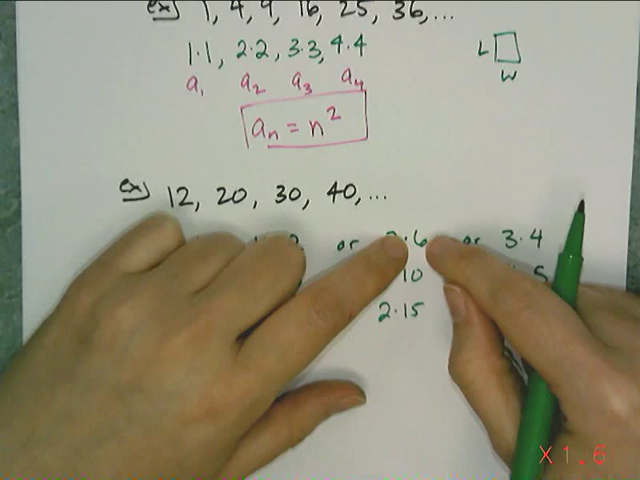 ex) 1, 4, 9, 16, 25, 36, ...
1·1, 2·2, 3·3, 4·4
L
a₁ a₂ a₃ a₄
W
aₙ = n²
ex) 12, 20, 30, 40, ...
or 2·6 or 3·4
10
2·15
X1.6